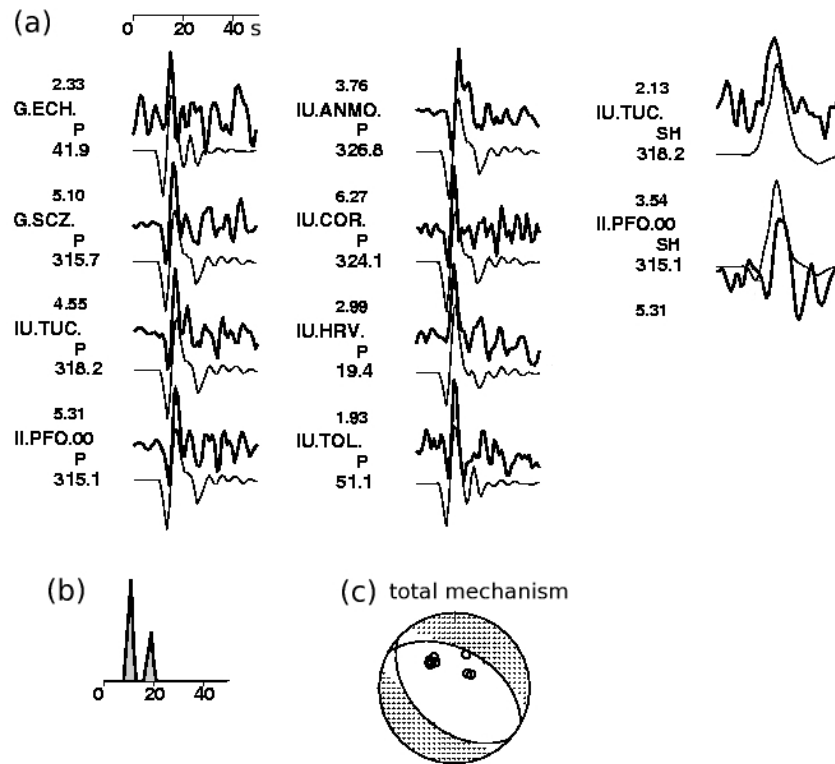 (a)
0 20 40 s
2.33
G.ECH.
P
41.9
5.10
G.SCZ.
P
315.7
4.55
IU.TUC.
P
318.2
5.31
II.PFO.00
P
315.1
3.76
IU.ANMO.
P
326.8
6.27
IU.COR.
P
324.1
2.99
IU.HRV.
P
19.4
1.93
IU.TOL.
P
51.1
2.13
IU.TUC.
SH
318.2
3.54
II.PFO.00
SH
315.1
5.31
(b)
0 20 40
(c) total mechanism